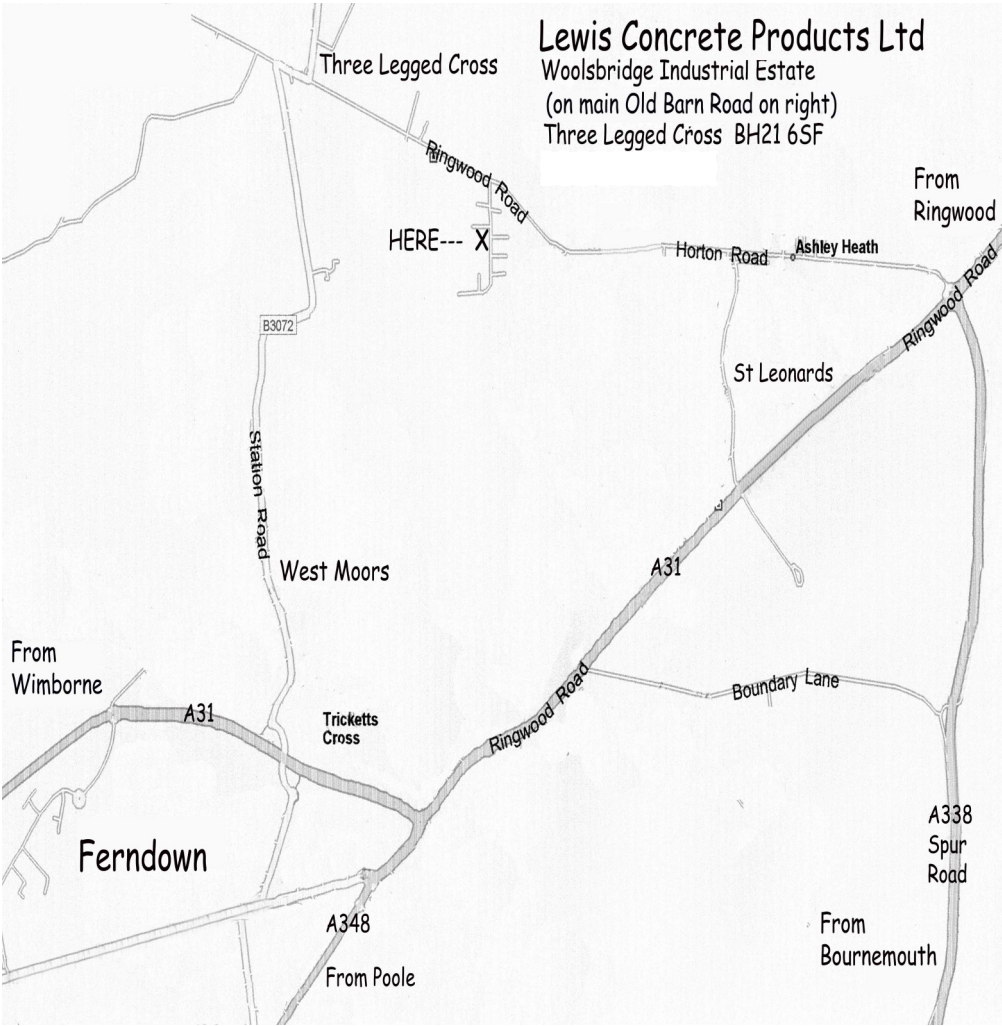 Lewis Concrete Products Ltd
Woolsbridge Industrial Estate
(on main Old Barn Road on right)
Three Legged Cross BH21 6SF
Three Legged Cross
Ringwood Road
From
Ringwood
HERE--- X
Horton Road
Ashley Heath
Ringwood Road
B3072
St Leonards
Station Road
A31
West Moors
From
Wimborne
A31
Tricketts
Cross
Ringwood Road
Boundary Lane
A338
Spur
Road
Ferndown
A348
From
Bournemouth
From Poole